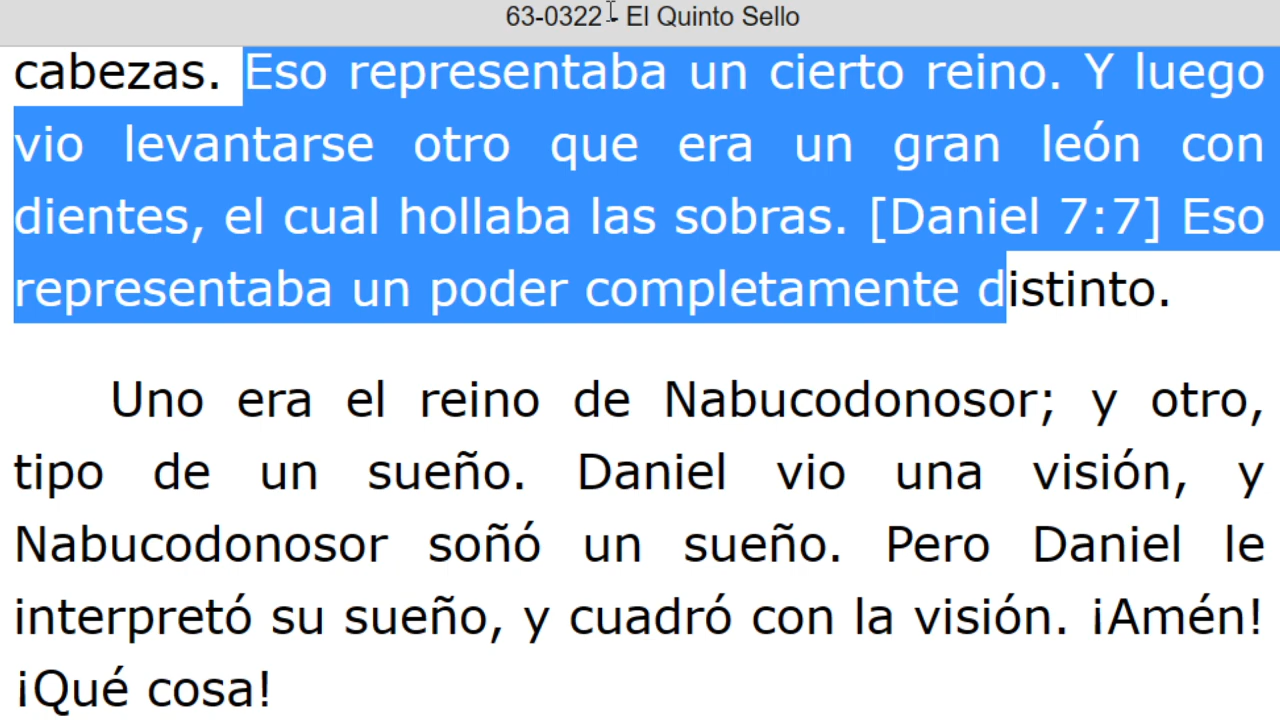 63-0322 - El Quinto Sello
cabezas. Eso representaba un cierto reino. Y luego
vio levantarse otro que era un gran león con
dientes, el cual hollaba las sobras. [Daniel 7:7] Eso
representaba un poder completamente distinto.
Uno era el reino de Nabucodonosor; y otro,
tipo de un sueño. Daniel vio una visión, y
Nabucodonosor soñó un sueño. Pero Daniel le
interpretó su sueño, y cuadró con la visión. ¡Amén!
¡Qué cosa!